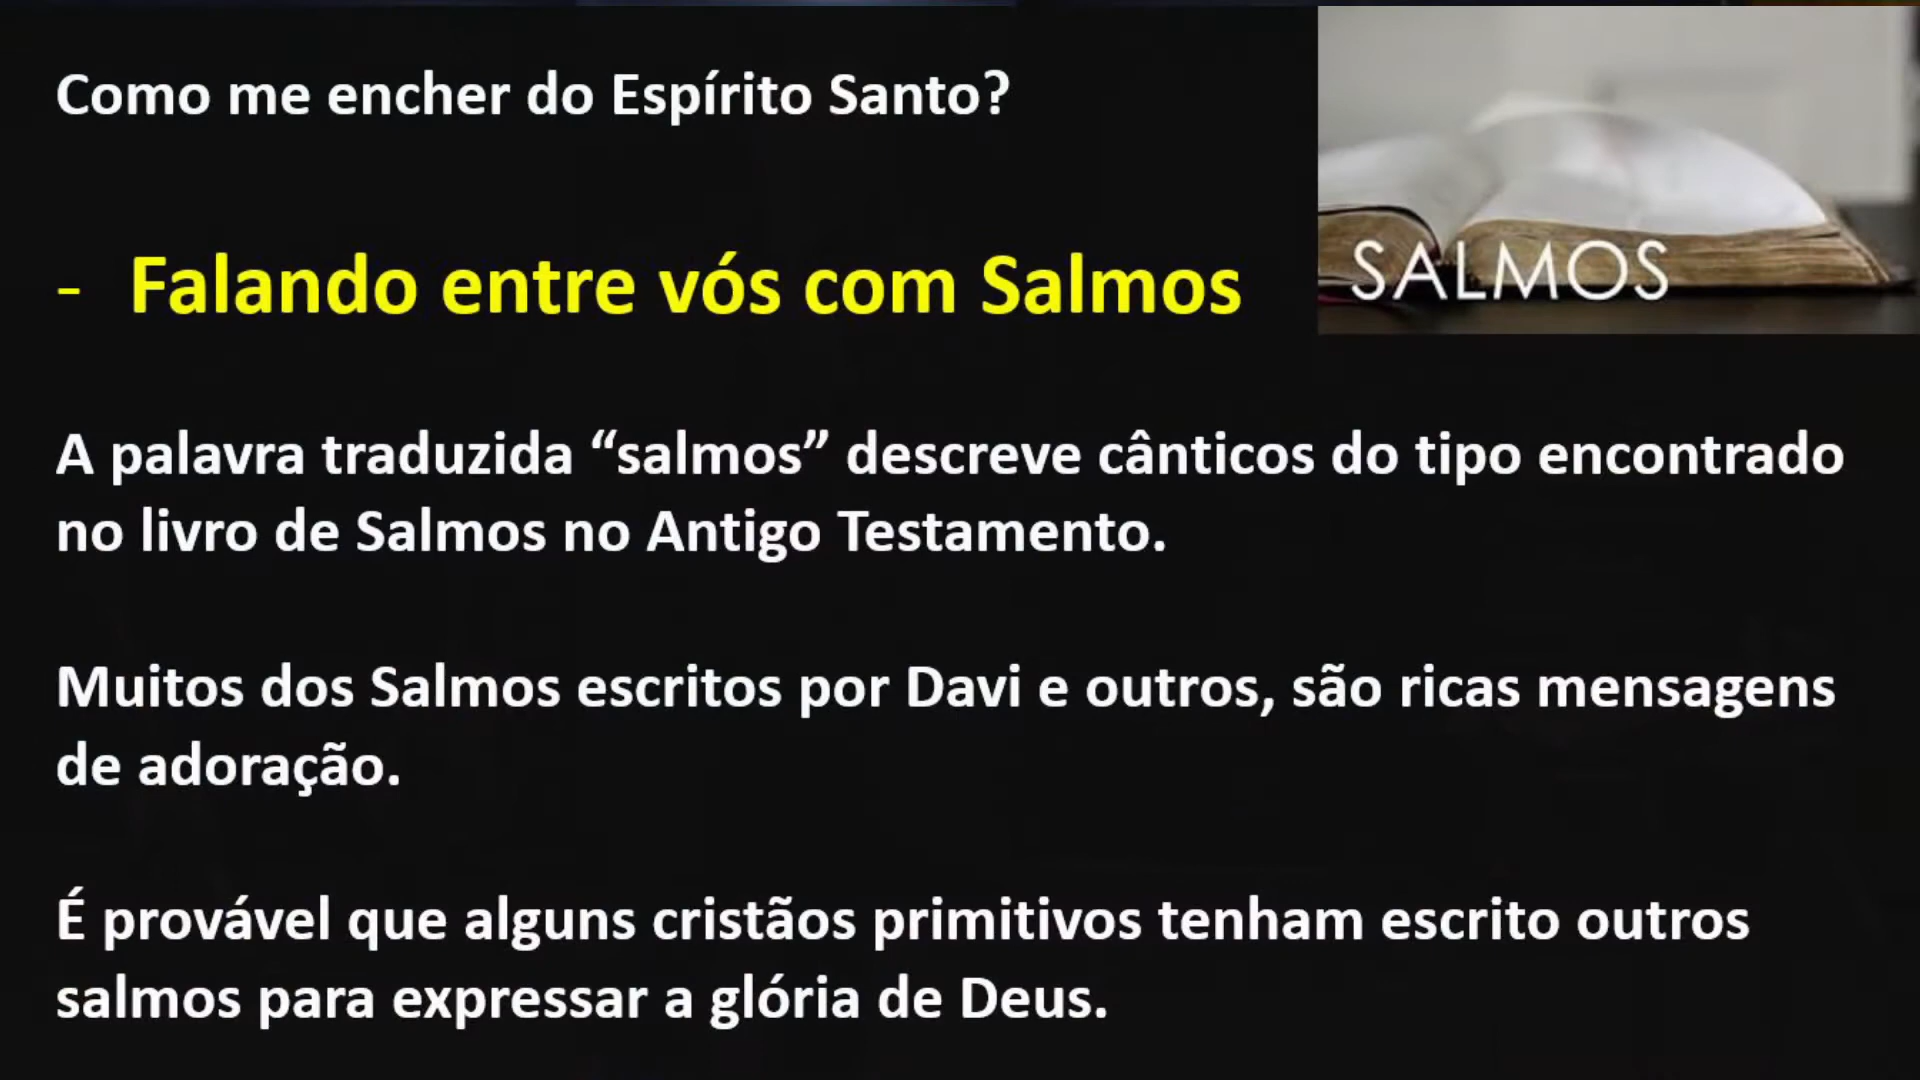 Como me encher do Espírito Santo?
- Falando entre vós com Salmos
SALMOS
A palavra traduzida “salmos” descreve cânticos do tipo encontrado
no livro de Salmos no Antigo Testamento.
Muitos dos Salmos escritos por Davi e outros, são ricas mensagens
de adoração.
É provável que alguns cristãos primitivos tenham escrito outros
salmos para expressar a glória de Deus.